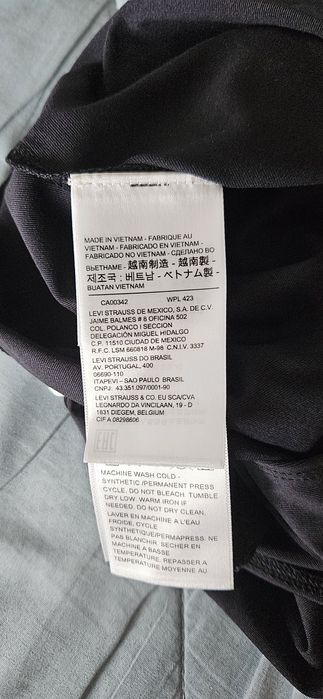 MADE IN VIETNAM - FABRIQUE AU
VIETNAM - FABRICADO EN VIETNAM -
FABRICADO NO VIETNAM - СДЕЛАНО ВО
ВЬЕТНАМЕ - 越南制造 - 越南製 -
제조국 : 베트남 - ベトナム製 -
BUATAN VIETNAM
CA00342 WPL 423
LEVI STRAUSS DE MEXICO, S.A. DE C.V.
JAIME BALMES # 8 OFICINA 502
COL. POLANCO I SECCION
DELEGACIÓN MIGUEL HIDALGO
C.P. 11510 CIUDAD DE MEXICO
R.F.C. LSM 660818 M-98 C.N.I.V. 3337
LEVI STRAUSS DO BRASIL
AV. PORTUGAL, 400
06690-110
ITAPEVI – SAO PAULO BRASIL
CNPJ: 43.351.097/0001-90
LEVI STRAUSS & CO. EU SCA/CVA
LEONARDO DA VINCILAAN, 19 - D
1831 DIEGEM, BELGIUM
CIF A 08298606
EAC
MACHINE WASH COLD -
SYNTHETIC /PERMANENT PRESS
CYCLE. DO NOT BLEACH. TUMBLE
DRY LOW. WARM IRON IF
NEEDED. DO NOT DRY CLEAN.
LAVER EN MACHINE A L'EAU
FROIDE, CYCLE
SYNTHETIQUE/PERMAPRESS. NE
PAS BLANCHIR. SECHER EN
MACHINE A BASSE
TEMPERATURE. REPASSER A
TEMPERATURE MOYENNE AU